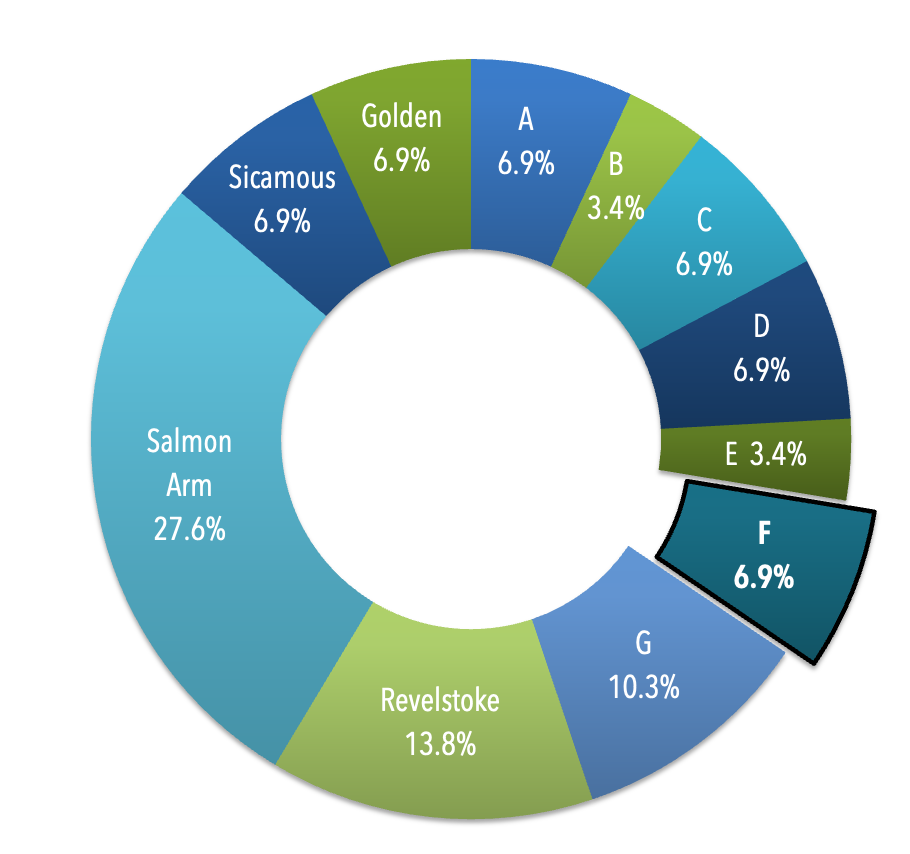 Golden
6.9%
A
6.9%
B
3.4%
C
6.9%
D
6.9%
E 3.4%
F
6.9%
G
10.3%
Revelstoke
13.8%
Salmon
Arm
27.6%
Sicamous
6.9%